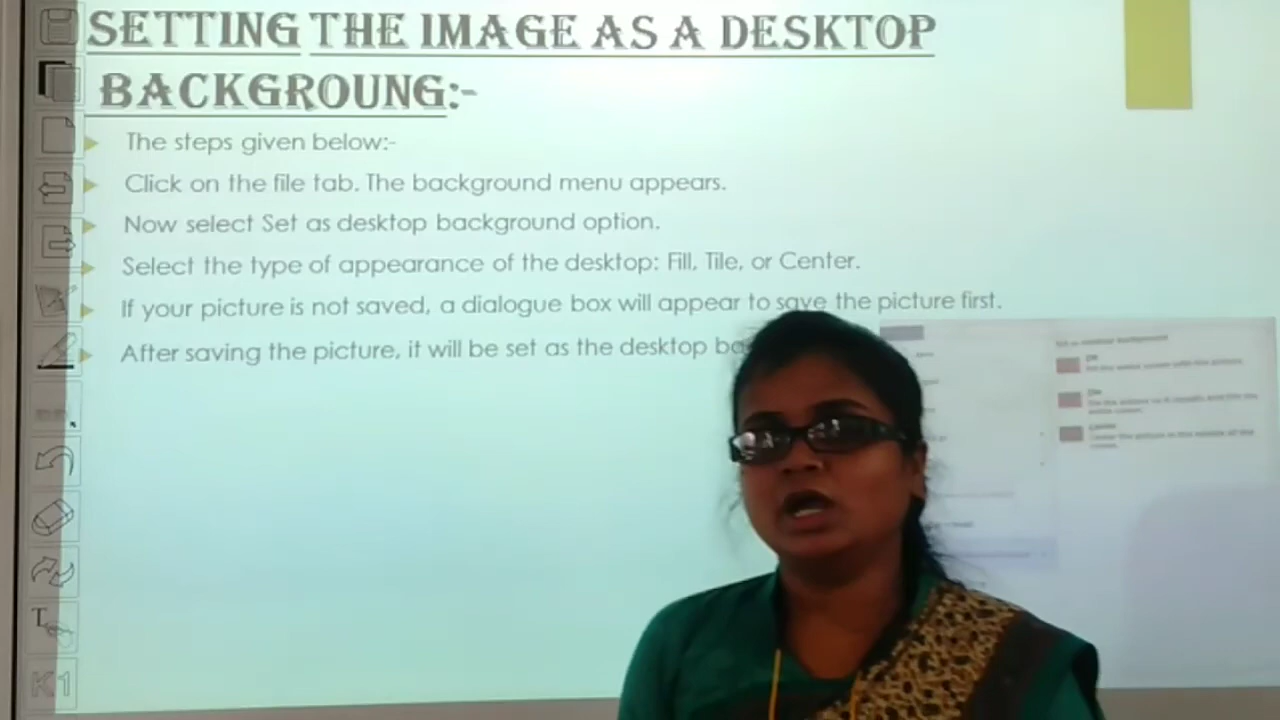 SETTING THE IMAGE AS A DESKTOP
BACKGROUNG:-
The steps given below:-
Click on the file tab. The background menu appears.
Now select Set as desktop background option.
Select the type of appearance of the desktop: Fill, Tile, or Center.
If your picture is not saved, a dialogue box will appear to save the picture first.
After saving the picture, it will be set as the desktop
T
K1